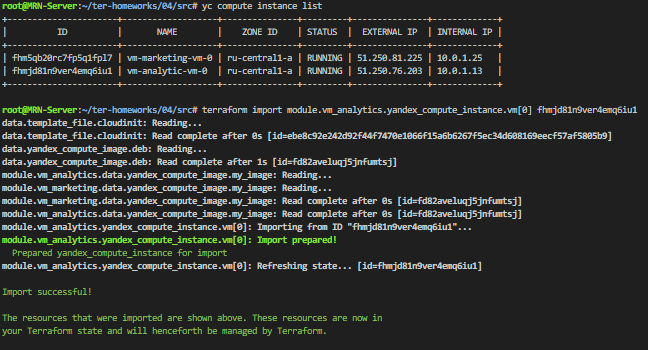 root@MRN-Server:~/ter-homeworks/04/src# yc compute instance list
+----------------------+-------------------+---------------+---------+---------------+-------------+
| ID | NAME | ZONE ID | STATUS | EXTERNAL IP | INTERNAL IP |
+----------------------+-------------------+---------------+---------+---------------+-------------+
| fhm5qb20rc7fp5q1fpl7 | vm-marketing-vm-0 | ru-central1-a | RUNNING | 51.250.81.225 | 10.0.1.25 |
| fhmjd81n9ver4emq6iu1 | vm-analytic-vm-0 | ru-central1-a | RUNNING | 51.250.76.203 | 10.0.1.13 |
+----------------------+-------------------+---------------+---------+---------------+-------------+
root@MRN-Server:~/ter-homeworks/04/src# terraform import module.vm_analytics.yandex_compute_instance.vm[0] fhmjd81n9ver4emq6iu1
data.template_file.cloudinit: Reading...
data.template_file.cloudinit: Read complete after 0s [id=ebe8c92e242d92f44f7470e1066f15a6b6267f5ec34d608169eecf57af5805b9]
data.yandex_compute_image.deb: Reading...
data.yandex_compute_image.deb: Read complete after 1s [id=fd82aveluqj5jnfumtsj]
module.vm_analytics.data.yandex_compute_image.my_image: Reading...
module.vm_marketing.data.yandex_compute_image.my_image: Reading...
module.vm_marketing.data.yandex_compute_image.my_image: Read complete after 0s [id=fd82aveluqj5jnfumtsj]
module.vm_analytics.data.yandex_compute_image.my_image: Read complete after 0s [id=fd82aveluqj5jnfumtsj]
module.vm_analytics.yandex_compute_instance.vm[0]: Importing from ID "fhmjd81n9ver4emq6iu1"...
module.vm_analytics.yandex_compute_instance.vm[0]: Import prepared!
Prepared yandex_compute_instance for import
module.vm_analytics.yandex_compute_instance.vm[0]: Refreshing state... [id=fhmjd81n9ver4emq6iu1]
Import successful!
The resources that were imported are shown above. These resources are now in
your Terraform state and will henceforth be managed by Terraform.